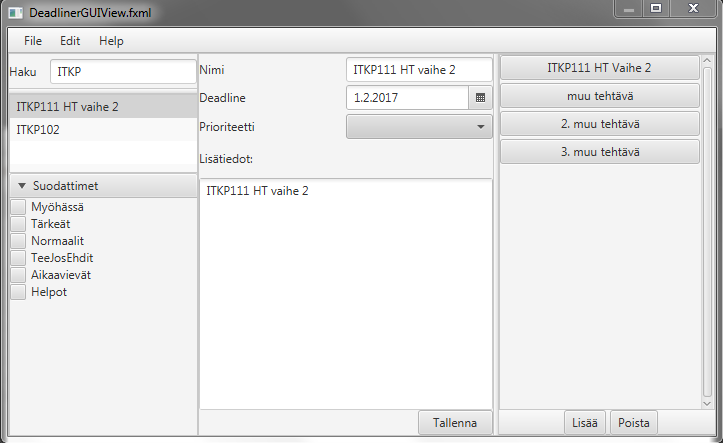 DeadlinerGUIView.fxml
File Edit Help
Haku ITKP
ITKP111 HT vaihe 2
ITKP102
Suodattimet
Myöhässä
Tärkeät
Normaalit
TeeJosEhdit
Aikaavievät
Helpot
Nimi ITKP111 HT vaihe 2
Deadline 1.2.2017
Prioriteetti
Lisätiedot:
ITKP111 HT vaihe 2
Tallenna
ITKP111 HT Vaihe 2
muu tehtävä
2. muu tehtävä
3. muu tehtävä
Lisää Poista